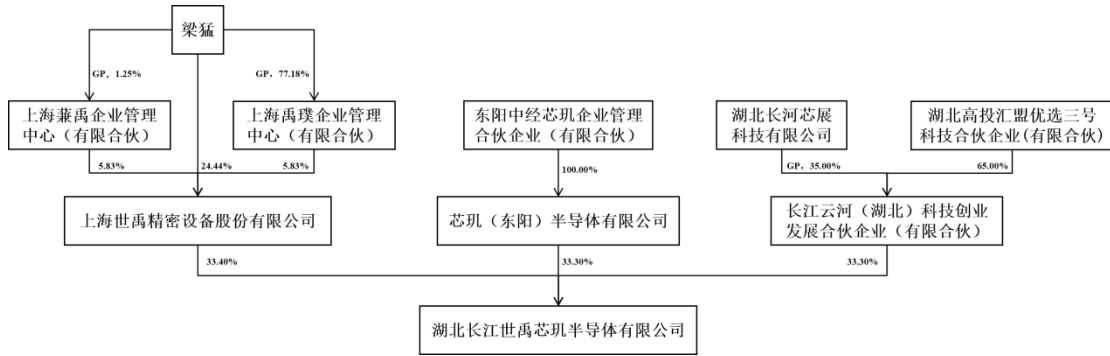 梁猛
GP，1.25%
GP，77.18%
上海蒹禹企业管理
中心（有限合伙）
上海禹璞企业管理
中心（有限合伙）
东阳中经芯玑企业管理
合伙企业（有限合伙）
湖北长河芯展
科技有限公司
湖北高投汇盟优选三号
科技合伙企业(有限合伙)
5.83%
24.44%
5.83%
100.00%
GP，35.00%
65.00%
上海世禹精密设备股份有限公司
芯玑（东阳）半导体有限公司
长江云河（湖北）科技创业
发展合伙企业（有限合伙）
33.40%
33.30%
33.30%
湖北长江世禹芯玑半导体有限公司